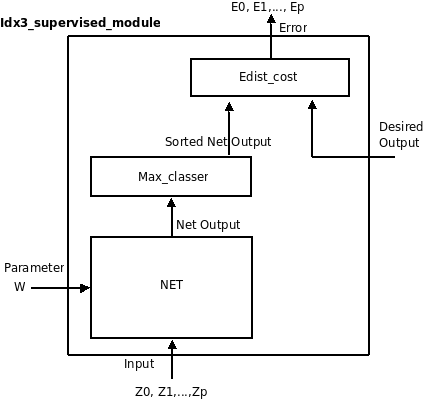 E0, E1,..., Ep
Idx3_supervised_module
Error
Edist_cost
Desired
Output
Sorted Net Output
Max_classer
Net Output
Parameter
W
NET
Input
Z0, Z1,...,Zp